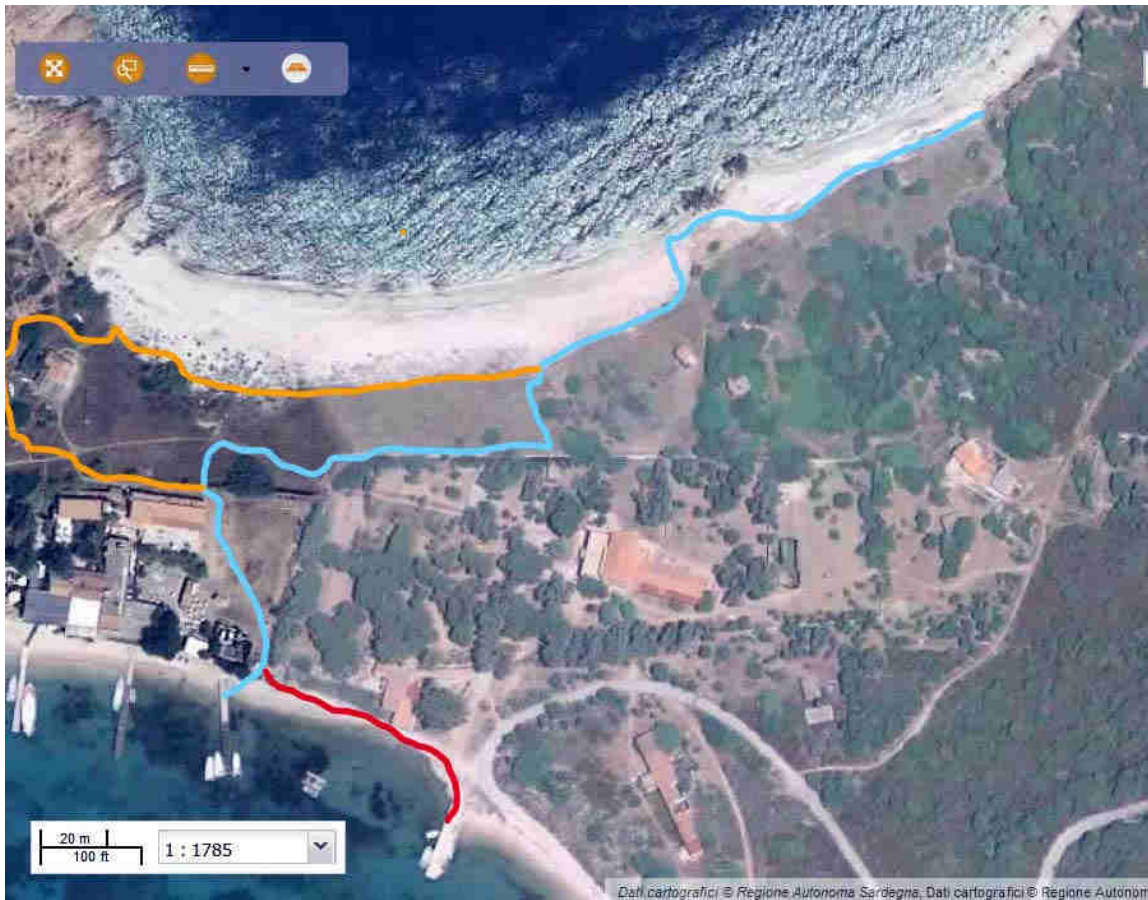 20 m
100 ft
1 : 1785
Dati cartografici © Regione Autonoma Sardegna, Dati cartografici © Regione Autonom